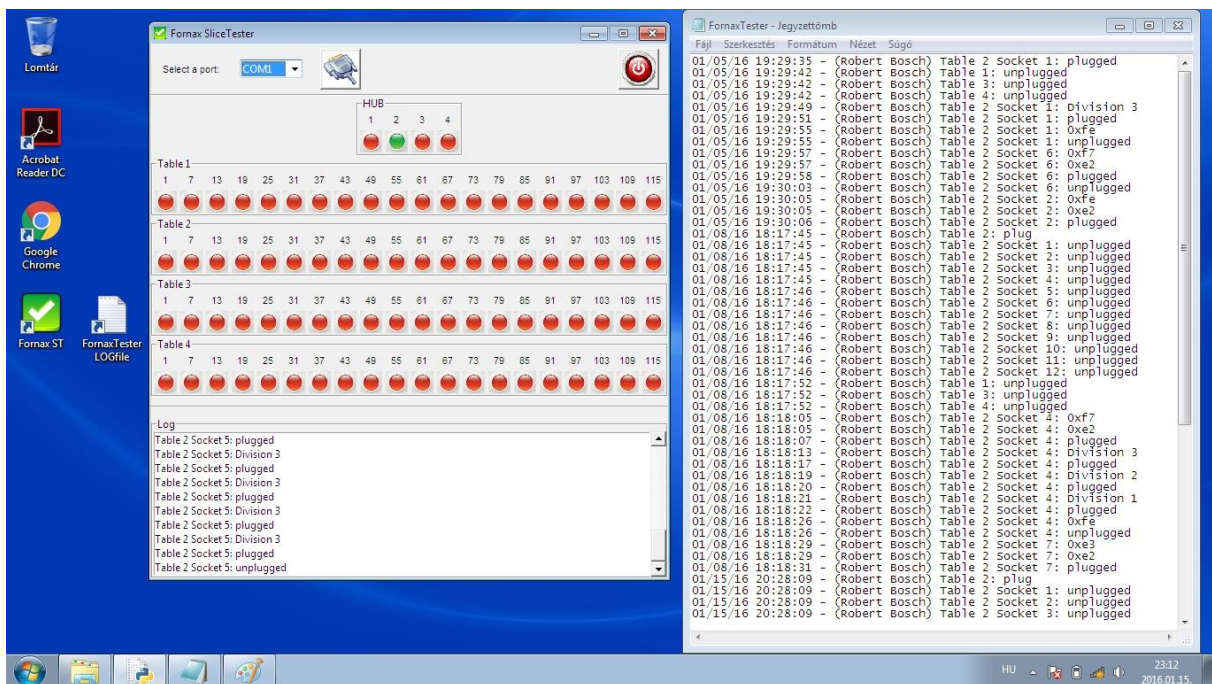 Lomtár
Acrobat
Reader DC
Google
Chrome
Fornax ST
FornaxTester
LOGfile
Fornax SliceTester
Select a port: COM1
HUB
1 2 3 4
Table 1
1 7 13 19 25 31 37 43 49 55 61 67 73 79 85 91 97 103 109 115
Table 2
1 7 13 19 25 31 37 43 49 55 61 67 73 79 85 91 97 103 109 115
Table 3
1 7 13 19 25 31 37 43 49 55 61 67 73 79 85 91 97 103 109 115
Table 4
1 7 13 19 25 31 37 43 49 55 61 67 73 79 85 91 97 103 109 115
Log
Table 2 Socket 5: plugged
Table 2 Socket 5: Division 3
Table 2 Socket 5: plugged
Table 2 Socket 5: Division 3
Table 2 Socket 5: plugged
Table 2 Socket 5: Division 3
Table 2 Socket 5: plugged
Table 2 Socket 5: Division 3
Table 2 Socket 5: plugged
Table 2 Socket 5: unplugged
FornaxTester - Jegyzettömb
Fájl Szerkesztés Formátum Nézet Súgó
01/05/16 19:29:35 - (Robert Bosch) Table 2 Socket 1: plugged
01/05/16 19:29:42 - (Robert Bosch) Table 1: unplugged
01/05/16 19:29:42 - (Robert Bosch) Table 3: unplugged
01/05/16 19:29:42 - (Robert Bosch) Table 4: unplugged
01/05/16 19:29:49 - (Robert Bosch) Table 2 Socket 1: Division 3
01/05/16 19:29:51 - (Robert Bosch) Table 2 Socket 1: plugged
01/05/16 19:29:55 - (Robert Bosch) Table 2 Socket 1: 0xfe
01/05/16 19:29:55 - (Robert Bosch) Table 2 Socket 1: unplugged
01/05/16 19:29:57 - (Robert Bosch) Table 2 Socket 6: 0xf7
01/05/16 19:29:57 - (Robert Bosch) Table 2 Socket 6: 0xe2
01/05/16 19:29:58 - (Robert Bosch) Table 2 Socket 6: plugged
01/05/16 19:30:03 - (Robert Bosch) Table 2 Socket 6: unplugged
01/05/16 19:30:05 - (Robert Bosch) Table 2 Socket 2: 0xfe
01/05/16 19:30:05 - (Robert Bosch) Table 2 Socket 2: 0xe2
01/05/16 19:30:06 - (Robert Bosch) Table 2 Socket 2: plugged
01/08/16 18:17:45 - (Robert Bosch) Table 2: plug
01/08/16 18:17:45 - (Robert Bosch) Table 2 Socket 1: unplugged
01/08/16 18:17:45 - (Robert Bosch) Table 2 Socket 2: unplugged
01/08/16 18:17:45 - (Robert Bosch) Table 2 Socket 3: unplugged
01/08/16 18:17:45 - (Robert Bosch) Table 2 Socket 4: unplugged
01/08/16 18:17:46 - (Robert Bosch) Table 2 Socket 5: unplugged
01/08/16 18:17:46 - (Robert Bosch) Table 2 Socket 6: unplugged
01/08/16 18:17:46 - (Robert Bosch) Table 2 Socket 7: unplugged
01/08/16 18:17:46 - (Robert Bosch) Table 2 Socket 8: unplugged
01/08/16 18:17:46 - (Robert Bosch) Table 2 Socket 9: unplugged
01/08/16 18:17:46 - (Robert Bosch) Table 2 Socket 10: unplugged
01/08/16 18:17:46 - (Robert Bosch) Table 2 Socket 11: unplugged
01/08/16 18:17:46 - (Robert Bosch) Table 2 Socket 12: unplugged
01/08/16 18:17:52 - (Robert Bosch) Table 1: unplugged
01/08/16 18:17:52 - (Robert Bosch) Table 3: unplugged
01/08/16 18:17:52 - (Robert Bosch) Table 4: unplugged
01/08/16 18:18:05 - (Robert Bosch) Table 2 Socket 4: 0xf7
01/08/16 18:18:05 - (Robert Bosch) Table 2 Socket 4: 0xe2
01/08/16 18:18:07 - (Robert Bosch) Table 2 Socket 4: plugged
01/08/16 18:18:13 - (Robert Bosch) Table 2 Socket 4: Division 3
01/08/16 18:18:17 - (Robert Bosch) Table 2 Socket 4: plugged
01/08/16 18:18:19 - (Robert Bosch) Table 2 Socket 4: Division 2
01/08/16 18:18:20 - (Robert Bosch) Table 2 Socket 4: plugged
01/08/16 18:18:21 - (Robert Bosch) Table 2 Socket 4: Division 1
01/08/16 18:18:22 - (Robert Bosch) Table 2 Socket 4: plugged
01/08/16 18:18:26 - (Robert Bosch) Table 2 Socket 4: 0xfe
01/08/16 18:18:26 - (Robert Bosch) Table 2 Socket 4: unplugged
01/08/16 18:18:29 - (Robert Bosch) Table 2 Socket 7: 0xe3
01/08/16 18:18:29 - (Robert Bosch) Table 2 Socket 7: 0xe2
01/08/16 18:18:31 - (Robert Bosch) Table 2 Socket 7: plugged
01/15/16 20:28:09 - (Robert Bosch) Table 2: plug
01/15/16 20:28:09 - (Robert Bosch) Table 2 Socket 1: unplugged
01/15/16 20:28:09 - (Robert Bosch) Table 2 Socket 2: unplugged
01/15/16 20:28:09 - (Robert Bosch) Table 2 Socket 3: unplugged
HU
23:12
2016.01.15.